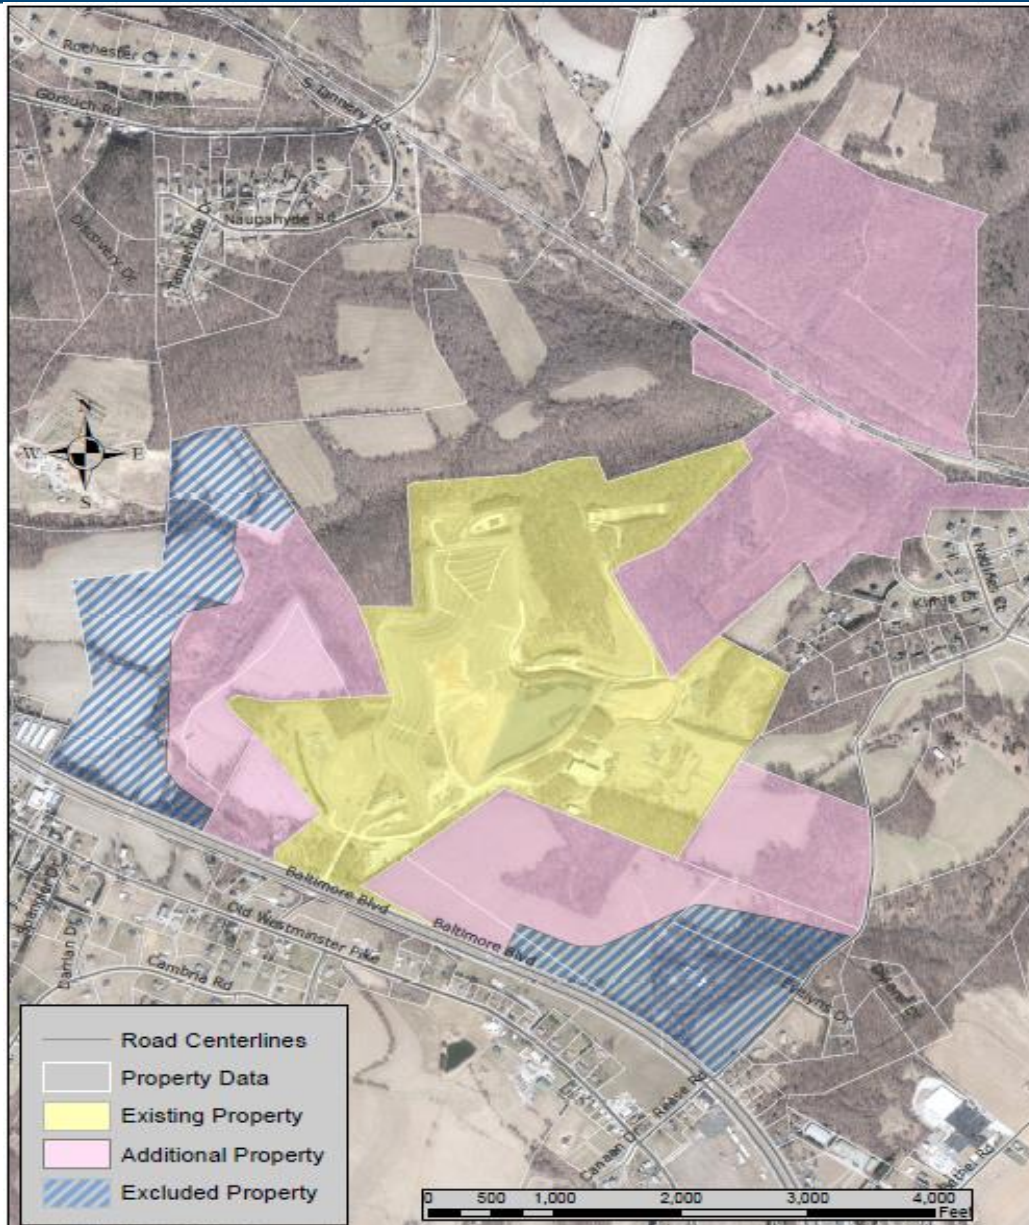 Rochester Ct
Gorsuch Rd
S Tannery Rd
Naugahyde Rd
Discovery Dr
N
W
E
S
Kimie Ct
Baltimore Blvd
Old Westminster Pike
Baltimore Blvd
Damian Dr
Cambria Rd
Reese Rd
Road Centerlines
Property Data
Existing Property
Additional Property
Excluded Property
0 500 1,000 2,000 3,000 4,000
Feet